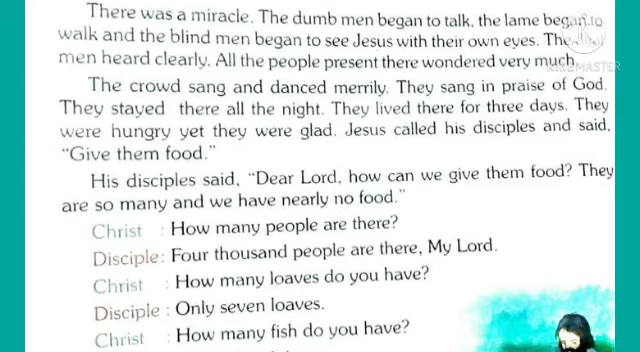 There was a miracle. The dumb men began to talk, the lame began to
walk and the blind men began to see Jesus with their own eyes. The
men heard clearly. All the people present there wondered very much.
The crowd sang and danced merrily. They sang in praise of God.
They stayed there all the night. They lived there for three days. They
were hungry yet they were glad. Jesus called his disciples and said,
"Give them food."
His disciples said, "Dear Lord, how can we give them food? They
are so many and we have nearly no food."
Christ : How many people are there?
Disciple : Four thousand people are there, My Lord.
Christ : How many loaves do you have?
Disciple : Only seven loaves.
Christ : How many fish do you have?